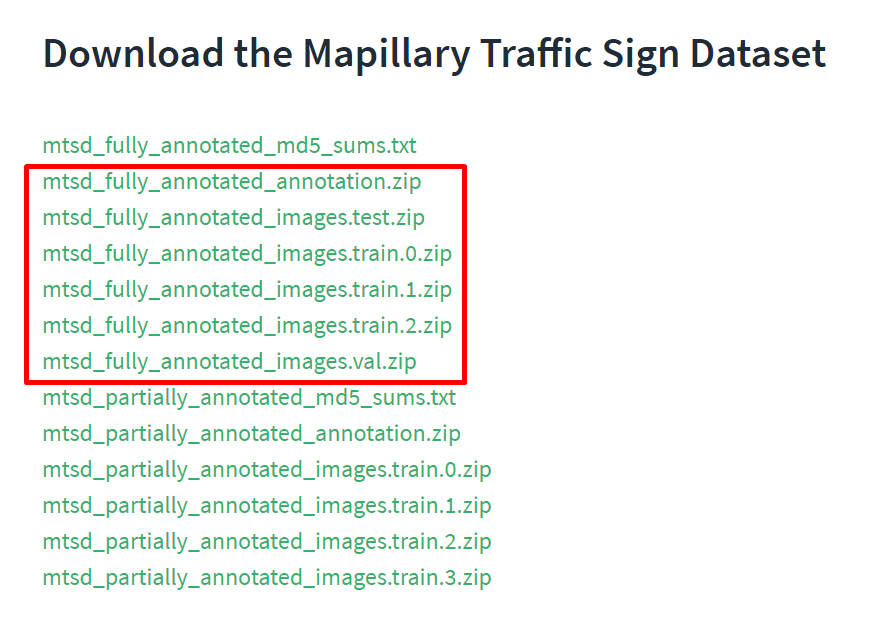 Download the Mapillary Traffic Sign Dataset
mtsd_fully_annotated_md5_sums.txt
mtsd_fully_annotated_annotation.zip
mtsd_fully_annotated_images.test.zip
mtsd_fully_annotated_images.train.0.zip
mtsd_fully_annotated_images.train.1.zip
mtsd_fully_annotated_images.train.2.zip
mtsd_fully_annotated_images.val.zip
mtsd_partially_annotated_md5_sums.txt
mtsd_partially_annotated_annotation.zip
mtsd_partially_annotated_images.train.0.zip
mtsd_partially_annotated_images.train.1.zip
mtsd_partially_annotated_images.train.2.zip
mtsd_partially_annotated_images.train.3.zip